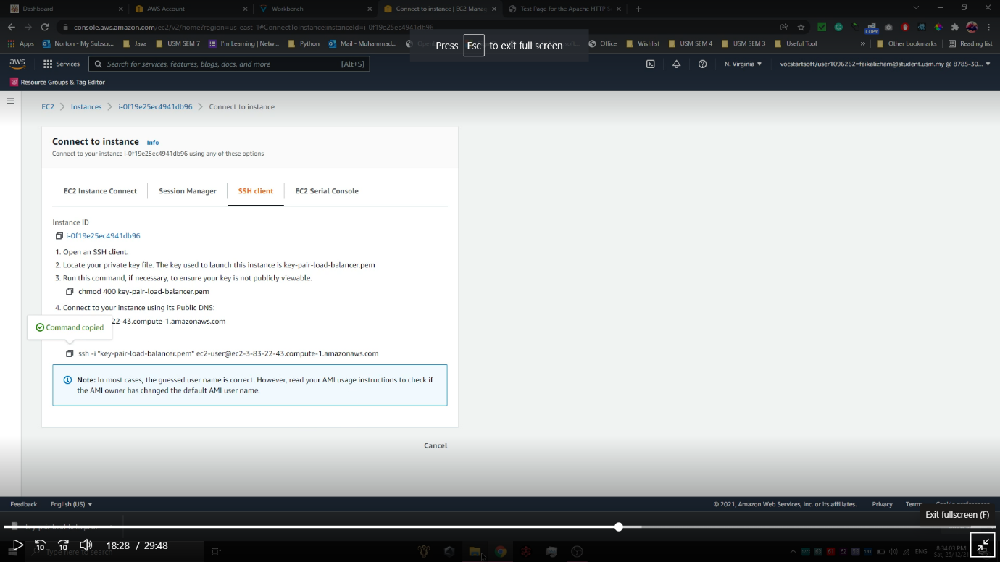 Dashboard
AWS Account
Workbench
Connect to instance | EC2 Manag
Test Page for the Apache HTTP S
console.aws.amazon.com/ec2/v2/home?region=us-east-1#ConnectToInstance:instanceId=i-0f19e25ec4941db96
COPY
Apps
Norton - My Subscr...
Java
USM SEM 7
I'm Learning | Netw...
Python
Mail - Muhammad...
Office
Wishlist
USM SEM 4
USM SEM 3
Useful Tool
»
Other bookmarks
Reading list
Press Esc to exit full screen
aws
Services
Search for services, features, blogs, docs, and more
[Alt+S]
N. Virginia
vocstartsoft/user1096262=faikalizham@student.usm.my @ 8785-30...
Resource Groups & Tag Editor
EC2 > Instances > i-0f19e25ec4941db96 > Connect to instance
Connect to instance Info
Connect to your instance i-0f19e25ec4941db96 using any of these options
EC2 Instance Connect
Session Manager
SSH client
EC2 Serial Console
Instance ID
i-0f19e25ec4941db96
1. Open an SSH client.
2. Locate your private key file. The key used to launch this instance is key-pair-load-balancer.pem
3. Run this command, if necessary, to ensure your key is not publicly viewable.
chmod 400 key-pair-load-balancer.pem
4. Connect to your instance using its Public DNS:
22-43.compute-1.amazonaws.com
Command copied
ssh -i "key-pair-load-balancer.pem" ec2-user@ec2-3-83-22-43.compute-1.amazonaws.com
Note: In most cases, the guessed user name is correct. However, read your AMI usage instructions to check if
the AMI owner has changed the default AMI user name.
Cancel
Feedback
English (US)
© 2021, Amazon Web Services, Inc. or its affiliates.
Privacy
Terms
Cookie preferences
Exit fullscreen (F)
10
10
18:28 / 29:48
Type here to search
ENG
8:34:03 PM
Sat, 25/12/21